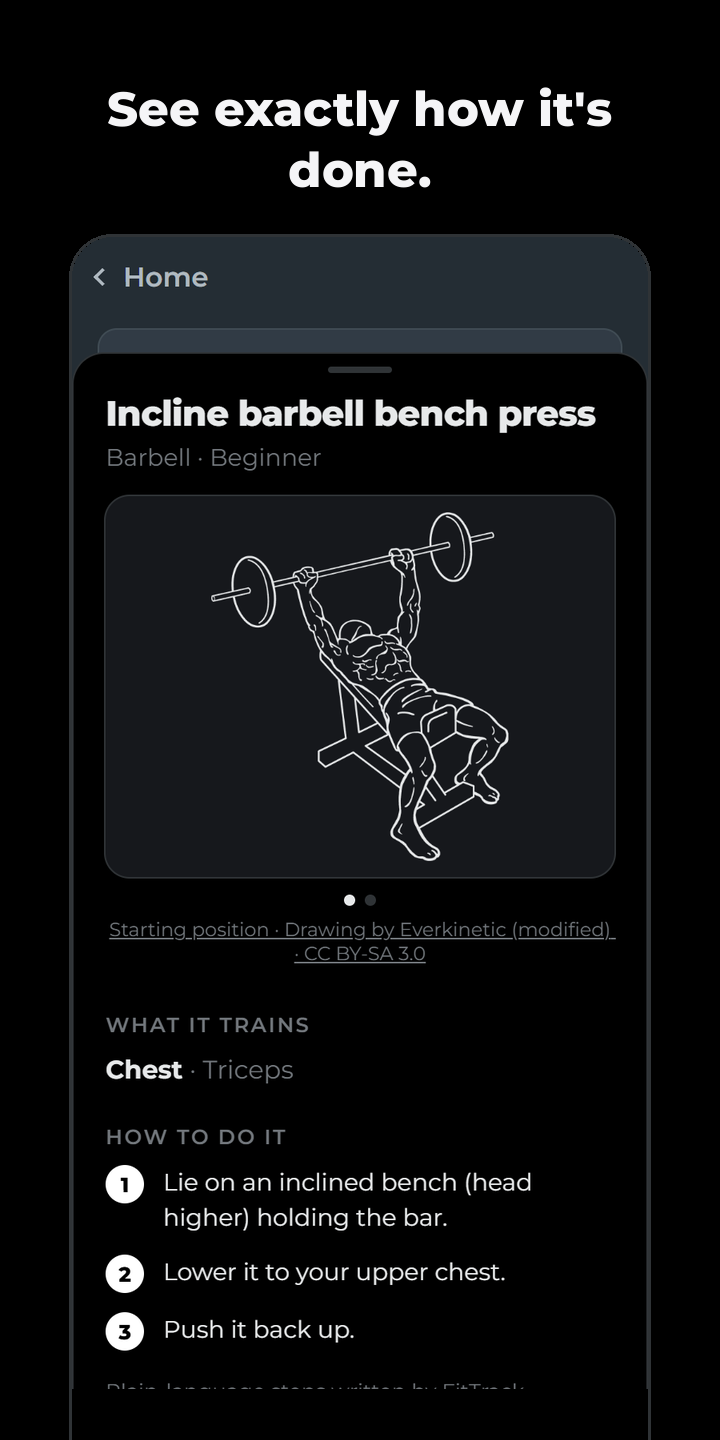 See exactly how it's
done.
Home
Incline barbell bench press
Barbell · Beginner
Starting position · Drawing by Everkinetic (modified)
· CC BY-SA 3.0
WHAT IT TRAINS
Chest · Triceps
HOW TO DO IT
1 Lie on an inclined bench (head
higher) holding the bar.
2 Lower it to your upper chest.
3 Push it back up.